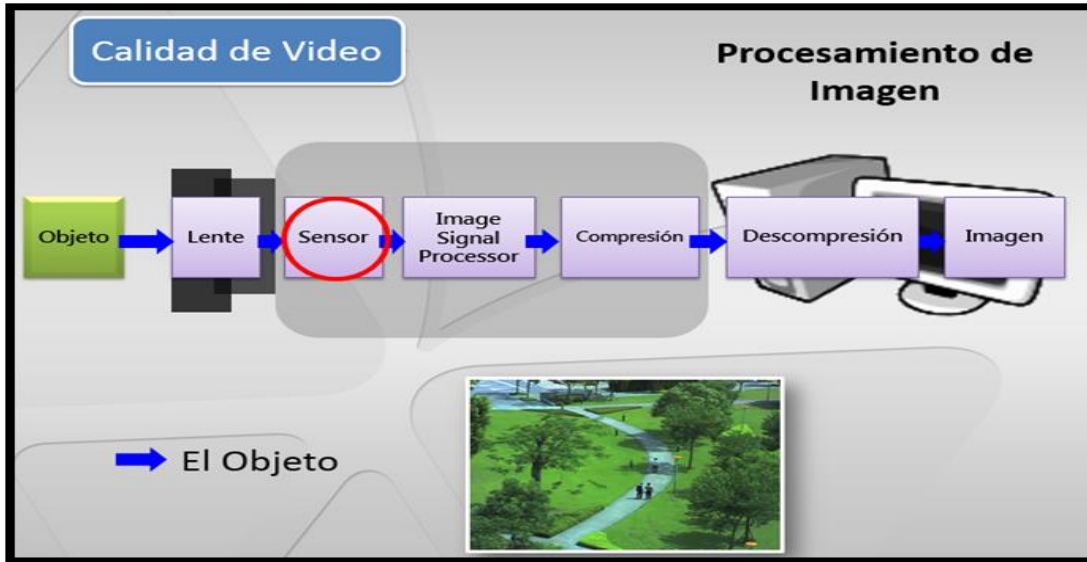 Calidad de Video
Procesamiento de
Imagen
Objeto
Lente
Sensor
Image
Signal
Processor
Compresión
Descompresión
Imagen
El Objeto